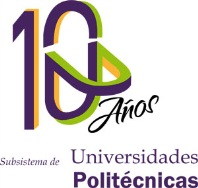 10
Años
Subsistema de Universidades
Politécnicas